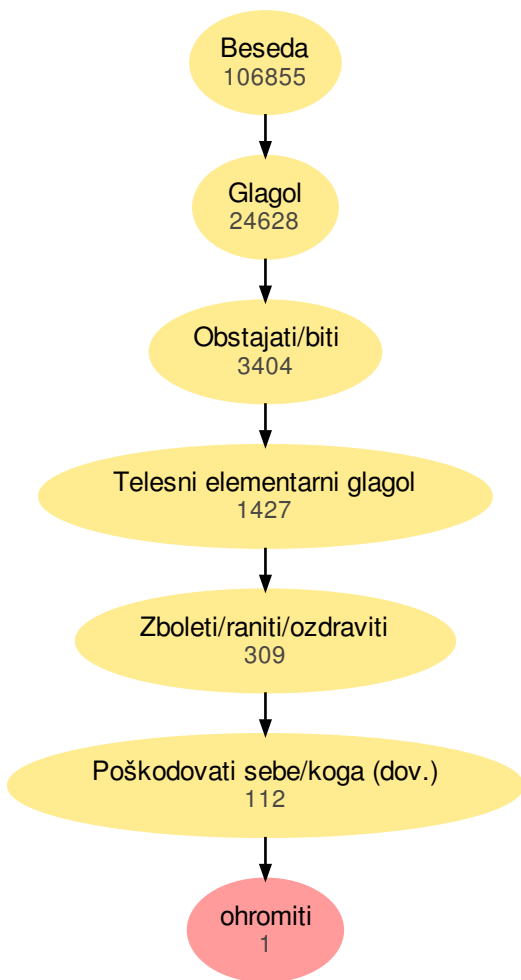 Beseda
106855
Glagol
24628
Obstajati/biti
3404
Telesni elementarni glagol
1427
Zboleti/raniti/ozdraviti
309
Poškodovati sebe/koga (dov.)
112
ohromiti
1